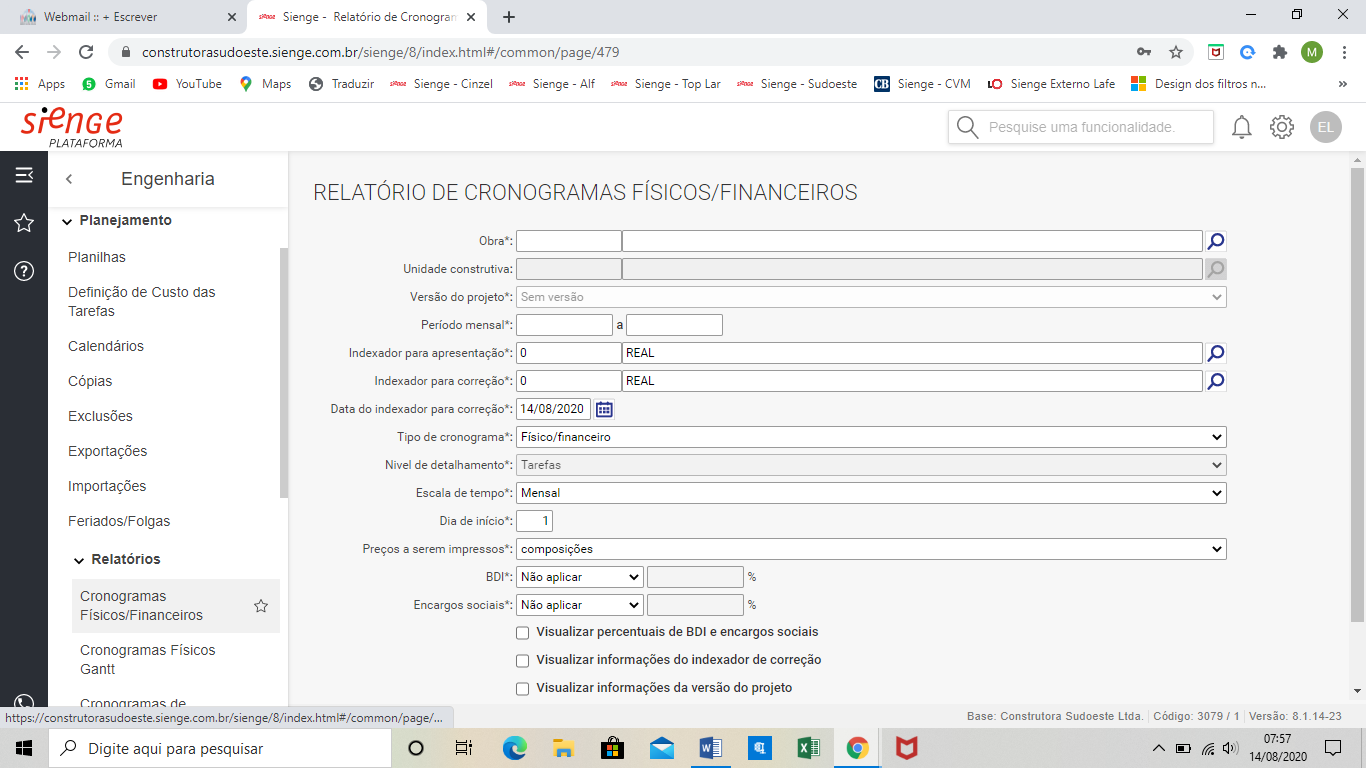 Webmail :: + Escrever
Sienge - Relatório de Cronogram
construtorasudoeste.sienge.com.br/sienge/8/index.html#/common/page/479
M
Apps
Gmail
YouTube
Maps
Traduzir
Sienge - Cinzel
Sienge - Alf
Sienge - Top Lar
Sienge - Sudoeste
Sienge - CVM
Sienge Externo Lafe
Design dos filtros n...
sienge
PLATAFORMA
Pesquise uma funcionalidade.
EL
Engenharia
Planejamento
Planilhas
Definição de Custo das
Tarefas
Calendários
Cópias
Exclusões
Exportações
Importações
Feriados/Folgas
Relatórios
Cronogramas
Físicos/Financeiros
Cronogramas Físicos
Gantt
Cronogramas de
RELATÓRIO DE CRONOGRAMAS FÍSICOS/FINANCEIROS
Obra*:
Unidade construtiva:
Versão do projeto*: Sem versão
Período mensal*: a
Indexador para apresentação*: 0 REAL
Indexador para correção*: 0 REAL
Data do indexador para correção*: 14/08/2020
Tipo de cronograma*: Físico/financeiro
Nivel de detalhamento*: Tarefas
Escala de tempo*: Mensal
Dia de início*: 1
Preços a serem impressos*: composições
BDI*: Não aplicar %
Encargos sociais*: Não aplicar %
Visualizar percentuais de BDI e encargos sociais
Visualizar informações do indexador de correção
Visualizar informações da versão do projeto
https://construtorasudoeste.sienge.com.br/sienge/8/index.html#/common/page/...
Base: Construtora Sudoeste Ltda. Código: 3079 / 1 Versão: 8.1.14-23
Digite aqui para pesquisar
07:57
14/08/2020